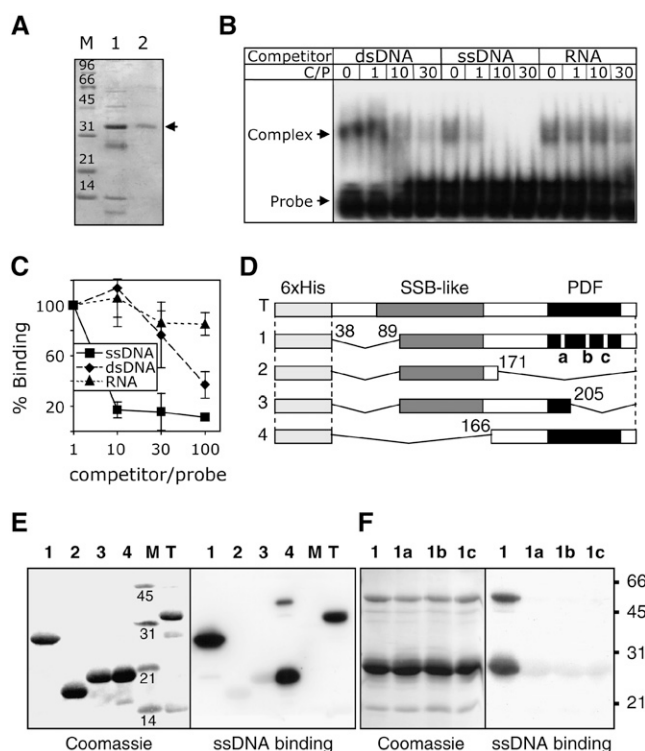 A
M 1 2
96
66
45
31
21
14
B
Competitor dsDNA ssDNA RNA
C/P 0 1 10 30 0 1 10 30 0 1 10 30
Complex
Probe
C
100
60
20
% Binding
ssDNA
dsDNA
RNA
1 10 30 100
competitor/probe
D
6xHis SSB-like PDF
T
1 38 89
a b c
2 171
3 205
4 166
E
1 2 3 4 M T 1 2 3 4 M T
45
31
21
14
Coomassie ssDNA binding
F
1 1a 1b 1c 1 1a 1b 1c
66
45
31
21
Coomassie ssDNA binding